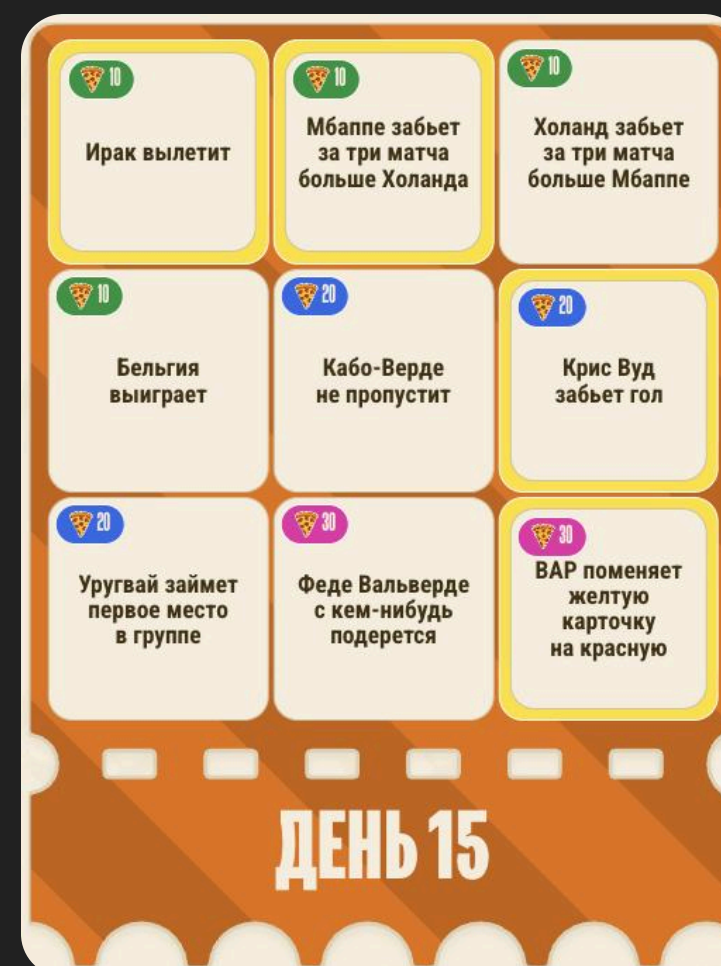 10
Ирак вылетит
10
Мбаппе забьет
за три матча
больше Холанда
10
Холанд забьет
за три матча
больше Мбаппе
10
Бельгия
выиграет
20
Кабо-Верде
не пропустит
20
Крис Вуд
забьет гол
20
Уругвай займет
первое место
в группе
30
Феде Вальверде
с кем-нибудь
подерется
30
ВАР поменяет
желтую
карточку
на красную
ДЕНЬ 15